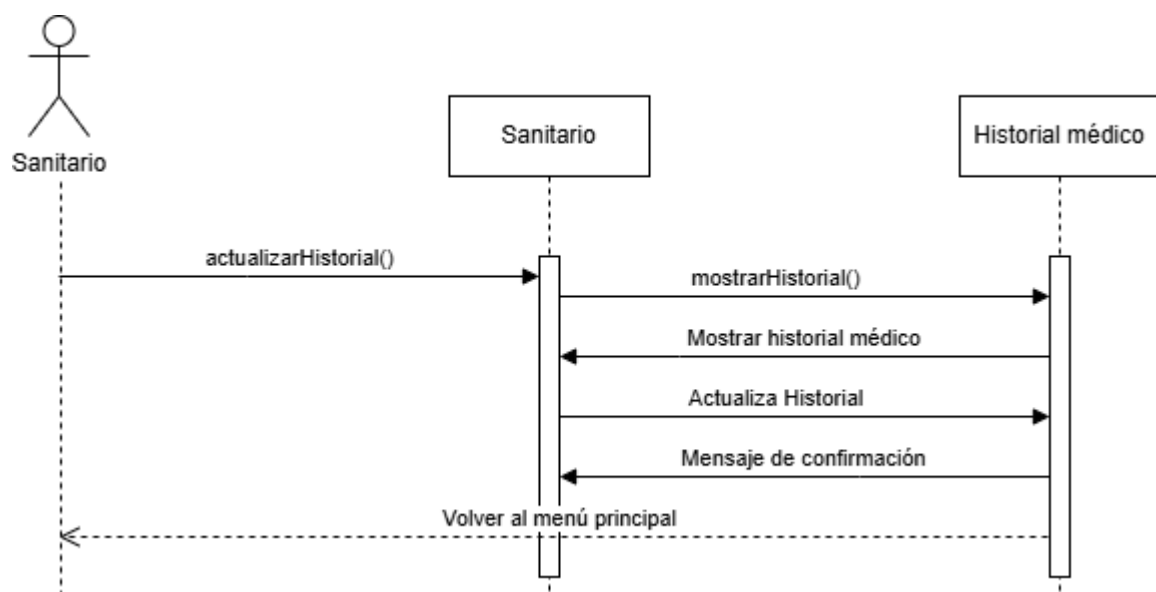 Sanitario
Sanitario
Historial médico
actualizarHistorial()
mostrarHistorial()
Mostrar historial médico
Actualiza Historial
Mensaje de confirmación
Volver al menú principal